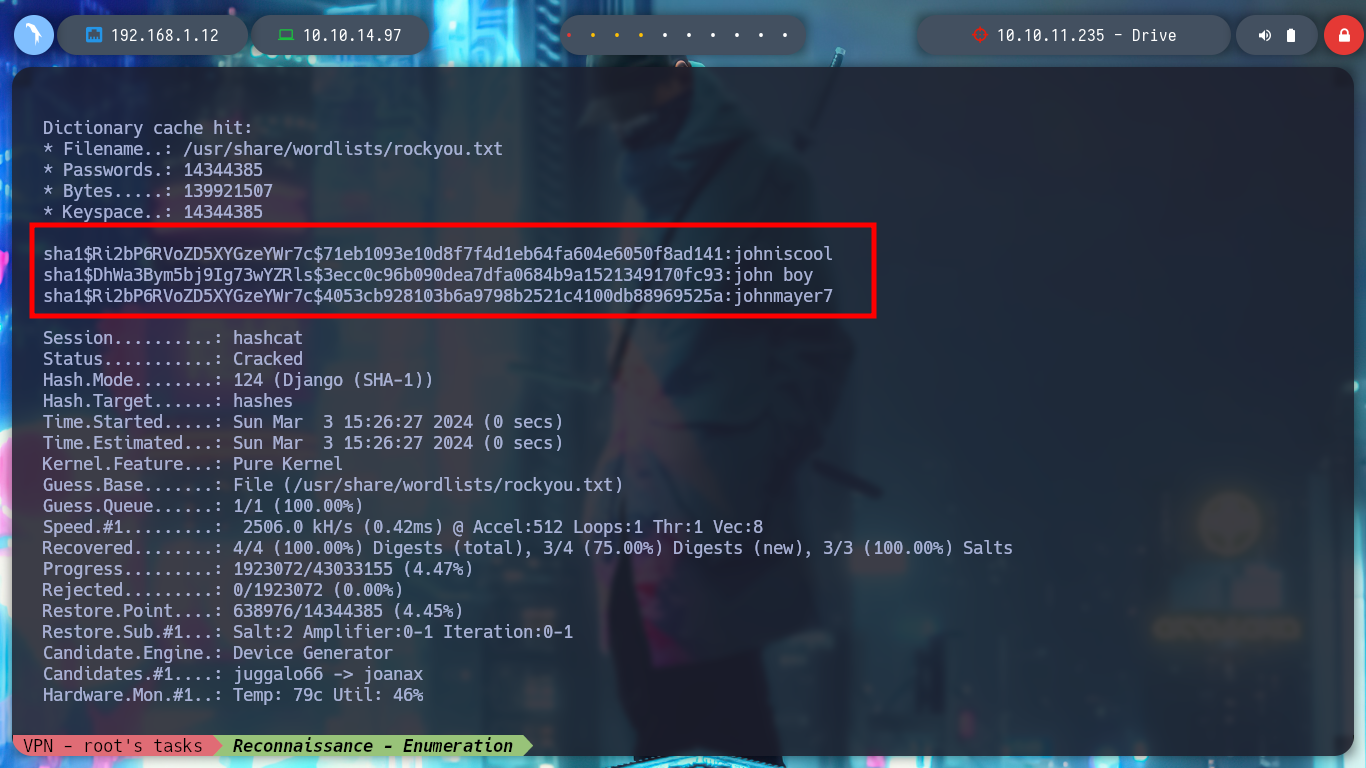 192.168.1.12 10.10.14.97 10.10.11.235 - Drive
Dictionary cache hit:
* Filename..: /usr/share/wordlists/rockyou.txt
* Passwords.: 14344385
* Bytes.....: 139921507
* Keyspace..: 14344385
sha1$Ri2bP6RVoZD5XYGzeYWr7c$71eb1093e10d8f7f4d1eb64fa604e6050f8ad141:johniscool
sha1$DhWa3Bym5bj9Ig73wYZRls$3ecc0c96b090dea7dfa0684b9a1521349170fc93:john boy
sha1$Ri2bP6RVoZD5XYGzeYWr7c$4053cb928103b6a9798b2521c4100db88969525a:johnmayer7
Session..........: hashcat
Status...........: Cracked
Hash.Mode........: 124 (Django (SHA-1))
Hash.Target......: hashes
Time.Started.....: Sun Mar  3 15:26:27 2024 (0 secs)
Time.Estimated...: Sun Mar  3 15:26:27 2024 (0 secs)
Kernel.Feature...: Pure Kernel
Guess.Base.......: File (/usr/share/wordlists/rockyou.txt)
Guess.Queue......: 1/1 (100.00%)
Speed.#1.........:  2506.0 kH/s (0.42ms) @ Accel:512 Loops:1 Thr:1 Vec:8
Recovered........: 4/4 (100.00%) Digests (total), 3/4 (75.00%) Digests (new), 3/3 (100.00%) Salts
Progress.........: 1923072/43033155 (4.47%)
Rejected.........: 0/1923072 (0.00%)
Restore.Point....: 638976/14344385 (4.45%)
Restore.Sub.#1...: Salt:2 Amplifier:0-1 Iteration:0-1
Candidate.Engine.: Device Generator
Candidates.#1....: juggalo66 -> joanax
Hardware.Mon.#1..: Temp: 79c Util: 46%
VPN - root's tasks Reconnaissance - Enumeration